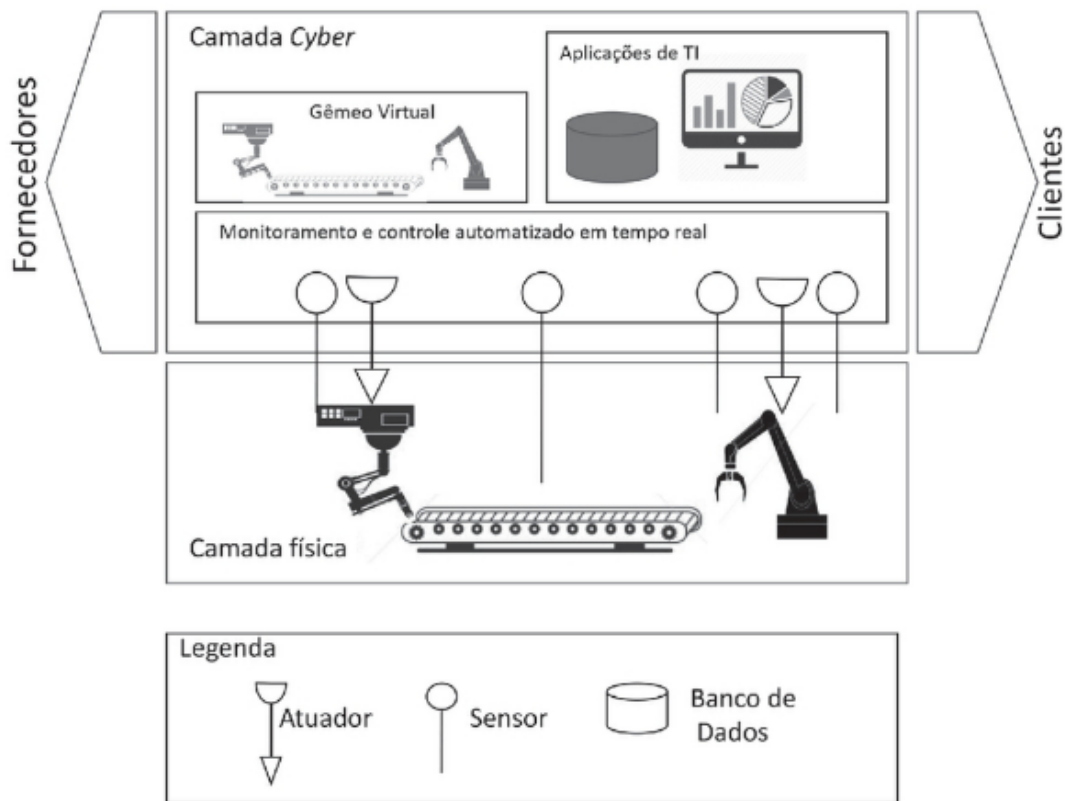 Fornecedores
Camada Cyber
Aplicações de TI
Gêmeo Virtual
Monitoramento e controle automatizado em tempo real
Clientes
Camada física
Legenda
Atuador
Sensor
Banco de
Dados